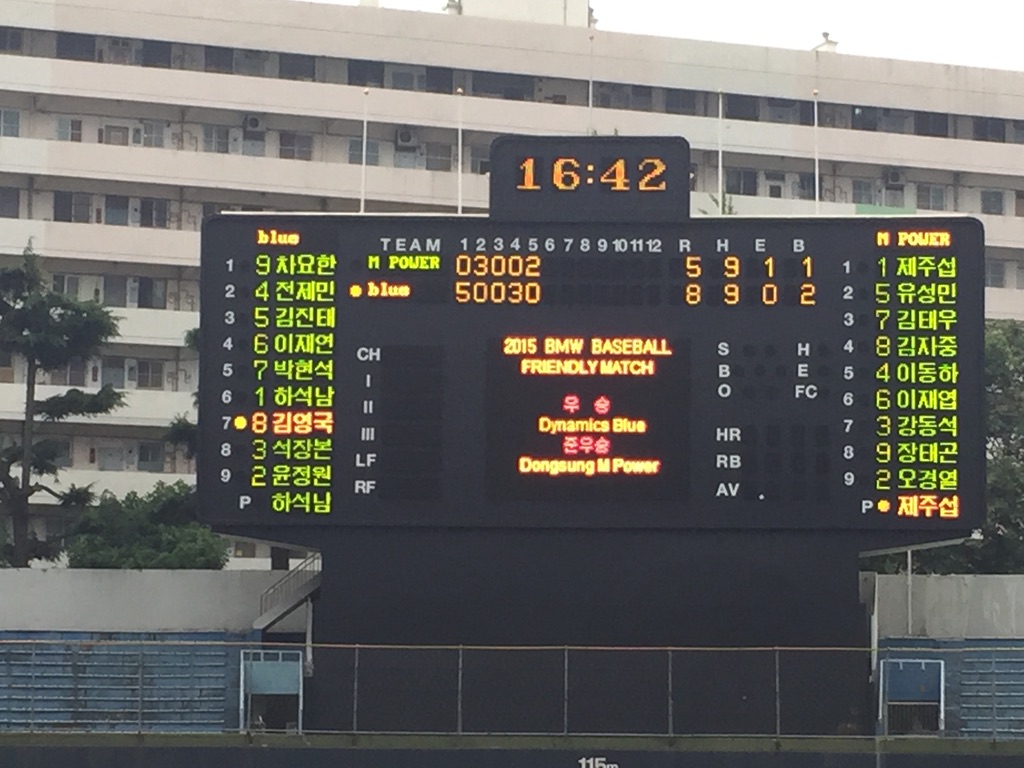 16:42
blue
1 9 차요한
2 4 전제민
3 5 김진태
4 6 이재연
5 7 박현석
6 1 하석남
7 8 김영국
8 3 석장본
9 2 윤정원
P 하석남
TEAM 1 2 3 4 5 6 7 8 9 10 11 12 R H E B
M POWER 03002 5 9 1 1
blue 50030 8 9 0 2
CH
I
II
III
LF
RF
2015 BMW BASEBALL
FRIENDLY MATCH
우 승
Dynamics Blue
준우승
Dongsung M Power
S H
B E
O FC
HR
RB
AV .
M POWER
1 1 제주섭
2 5 유성민
3 7 김태우
4 8 김자중
5 4 이동하
6 6 이재엽
7 3 강동석
8 9 장태곤
9 2 오경열
P 제주섭
115m